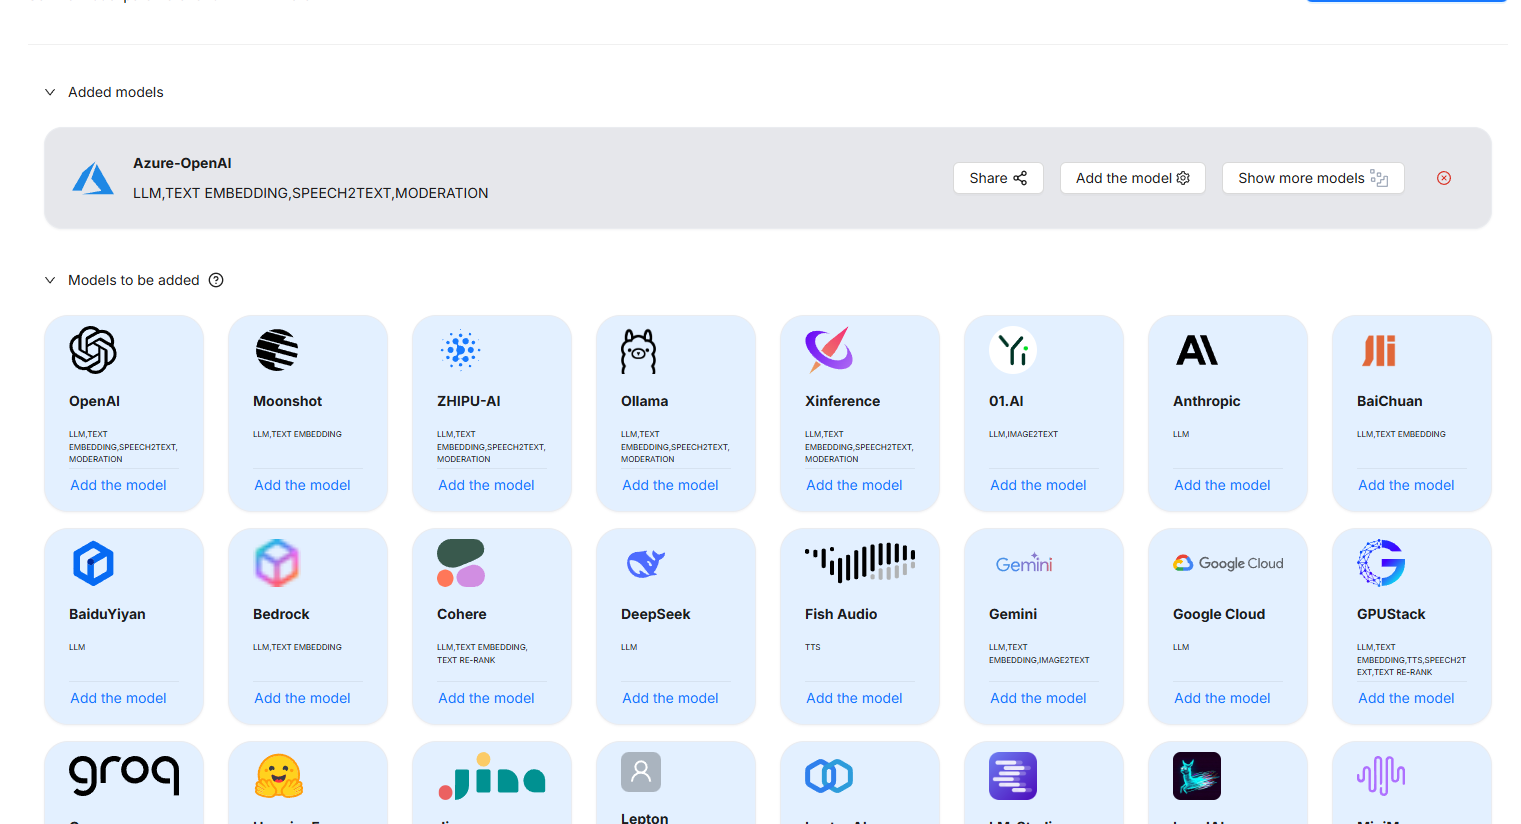 Added models
Azure-OpenAI
LLM,TEXT EMBEDDING,SPEECH2TEXT,MODERATION
Share
Add the model
Show more models
Models to be added
OpenAI
LLM,TEXT
EMBEDDING,SPEECH2TEXT,
MODERATION
Add the model
Moonshot
LLM,TEXT EMBEDDING
Add the model
ZHIPU-AI
LLM,TEXT
EMBEDDING,SPEECH2TEXT,
MODERATION
Add the model
Ollama
LLM,TEXT
EMBEDDING,SPEECH2TEXT,
MODERATION
Add the model
Xinference
LLM,TEXT
EMBEDDING,SPEECH2TEXT,
MODERATION
Add the model
Yi
01.AI
LLM,IMAGE2TEXT
Add the model
Anthropic
LLM
Add the model
BaiChuan
LLM,TEXT EMBEDDING
Add the model
BaiduYiyan
LLM
Add the model
Bedrock
LLM,TEXT EMBEDDING
Add the model
Cohere
LLM,TEXT EMBEDDING,
TEXT RE-RANK
Add the model
DeepSeek
LLM
Add the model
Fish Audio
TTS
Add the model
Gemini
Gemini
LLM,TEXT
EMBEDDING,IMAGE2TEXT
Add the model
Google Cloud
Google Cloud
LLM
Add the model
GPUStack
LLM,TEXT
EMBEDDING,TTS,SPEECH2T
EXT,TEXT RE-RANK
Add the model
groq
Jina
Lepton